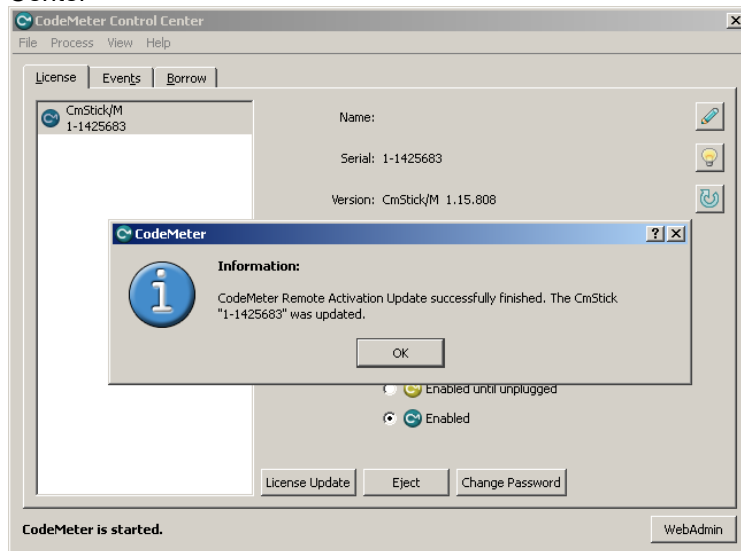 CodeMeter Control Center
File Process View Help
License Events Borrow
CmStick/M
1-1425683
Name:
Serial: 1-1425683
Version: CmStick/M 1.15.808
CodeMeter
Information:
CodeMeter Remote Activation Update successfully finished. The CmStick
"1-1425683" was updated.
OK
Enabled until unplugged
Enabled
License Update Eject Change Password
CodeMeter is started. WebAdmin